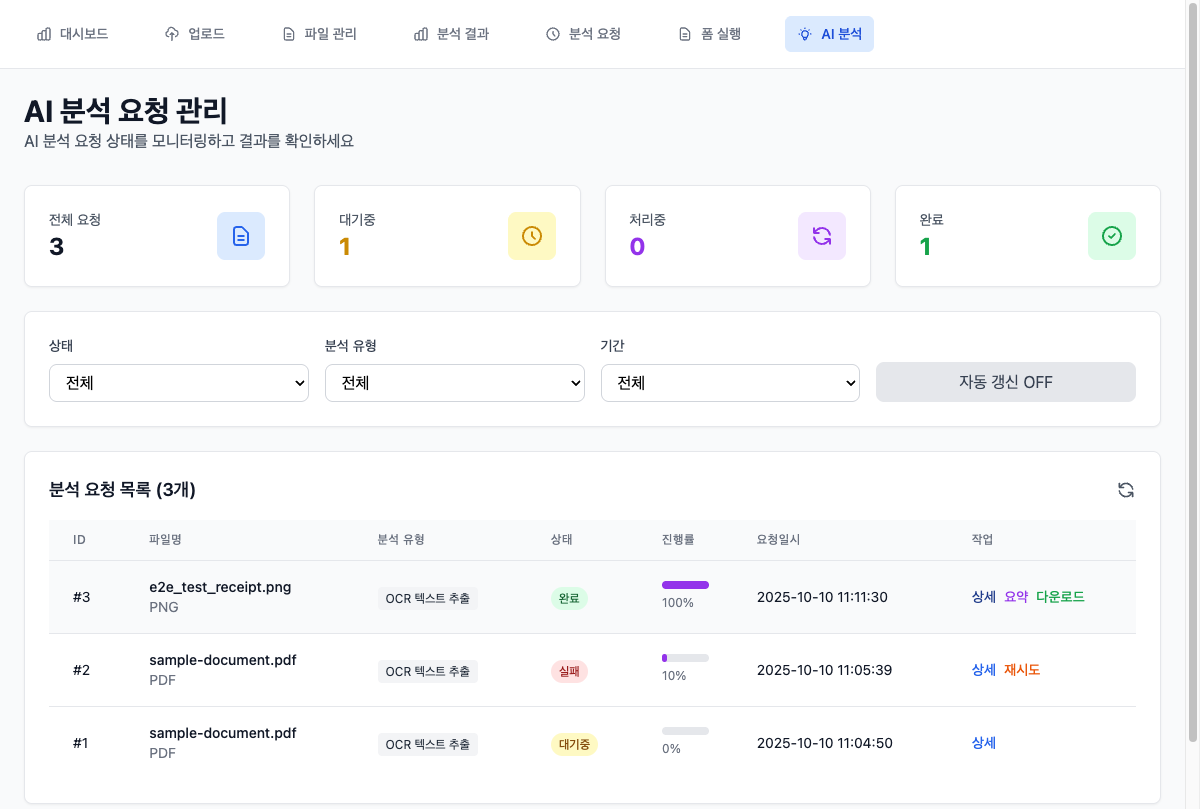 대시보드 업로드 파일 관리 분석 결과 분석 요청 폼 실행 AI 분석
AI 분석 요청 관리
AI 분석 요청 상태를 모니터링하고 결과를 확인하세요
전체 요청
3
대기중
1
처리중
0
완료
1
상태
전체
분석 유형
전체
기간
전체
자동 갱신 OFF
분석 요청 목록 (3개)
ID 파일명 분석 유형 상태 진행률 요청일시 작업
#3 e2e_test_receipt.png OCR 텍스트 추출 완료 2025-10-10 11:11:30 상세 요약 다운로드
PNG 100%
#2 sample-document.pdf OCR 텍스트 추출 실패 2025-10-10 11:05:39 상세 재시도
PDF 10%
#1 sample-document.pdf OCR 텍스트 추출 대기중 2025-10-10 11:04:50 상세
PDF 0%